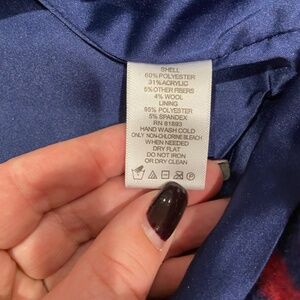 SHELL
60% POLYESTER
31% ACRYLIC
5% OTHER FIBERS
4% WOOL
LINING
95% POLYESTER
5% SPANDEX
RN 81893
HAND WASH COLD
ONLY NON-CHLORINE BLEACH
WHEN NEEDED
DRY FLAT
DO NOT IRON
OR DRY CLEAN